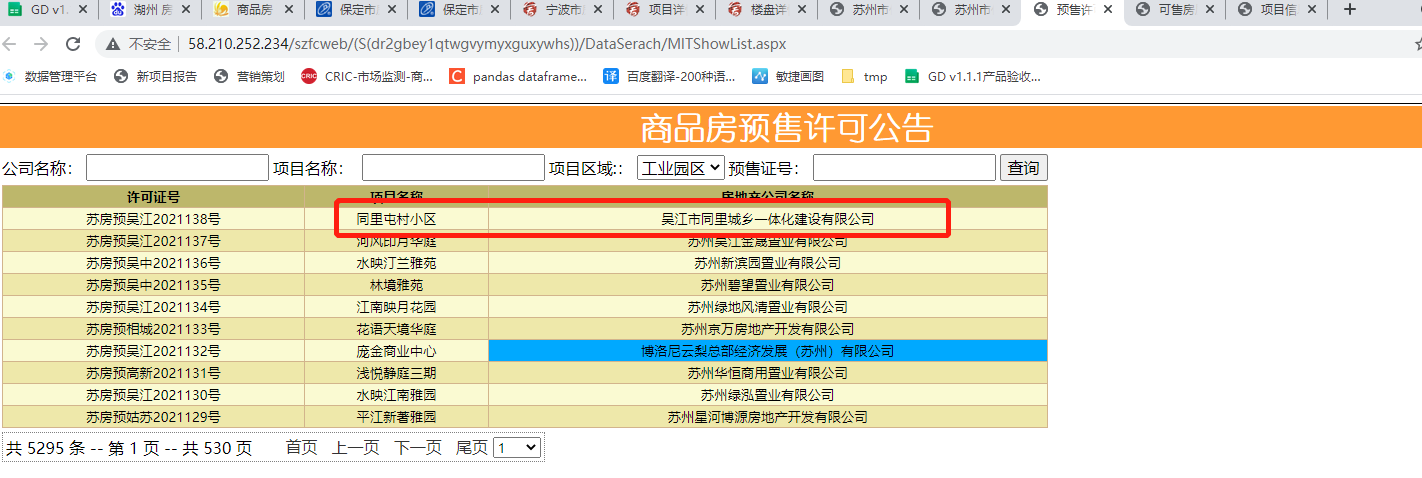 GD v1.
湖州 房
商品房
保定市
保定市
宁波市
项目详
楼盘详
苏州市
苏州市
预售许
可售房
项目信
不安全 58.210.252.234/szfcweb/(S(dr2gbey1qtwgvymyxguxywhs))/DataSerach/MITShowList.aspx
数据管理平台 新项目报告 营销策划 CRIC CRIC-市场监测-商... C pandas dataframe... 译 百度翻译-200种语... 敏捷画图 tmp GD v1.1.1产品验收...
商品房预售许可公告
公司名称: 项目名称: 项目区域:: 工业园区 预售证号: 查询
许可证号 项目名称 房地产公司名称
苏房预吴江2021138号 同里屯村小区 吴江市同里城乡一体化建设有限公司
苏房预吴江2021137号 河风印月华庭 苏州吴江金晟置业有限公司
苏房预吴中2021136号 水映汀兰雅苑 苏州新滨园置业有限公司
苏房预吴中2021135号 林境雅苑 苏州碧望置业有限公司
苏房预吴江2021134号 江南映月花园 苏州绿地风清置业有限公司
苏房预相城2021133号 花语天境华庭 苏州京万房地产开发有限公司
苏房预吴江2021132号 庞金商业中心 博洛尼云梨总部经济发展（苏州）有限公司
苏房预高新2021131号 浅悦静庭三期 苏州华恒商用置业有限公司
苏房预吴江2021130号 水映江南雅园 苏州绿泓置业有限公司
苏房预姑苏2021129号 平江新著雅园 苏州星河博源房地产开发有限公司
共 5295 条 -- 第 1 页 -- 共 530 页 首页 上一页 下一页 尾页 1